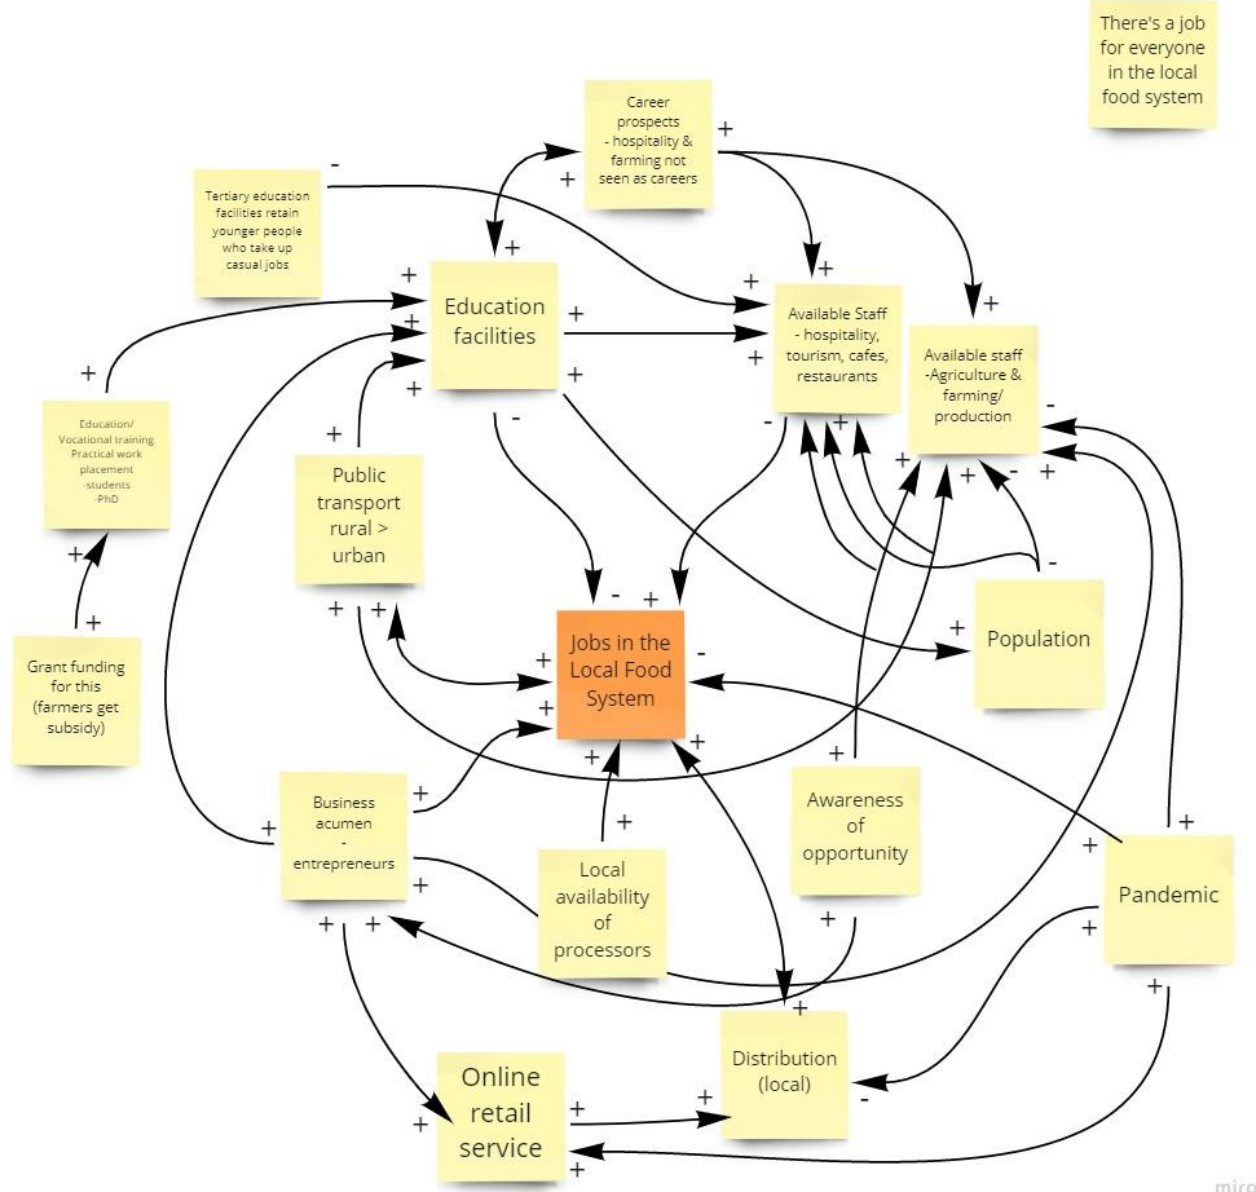 There's a job
for everyone
in the local
food system
Career
prospects
- hospitality &
farming not
seen as careers
+
+
-
Tertiary education
facilities retain
younger people
who take up
casual jobs
+
+
+
+
+
Education
facilities
+
+
+
+
-
+
+
Available Staff
- hospitality,
tourism, cafes,
restaurants
-
+
+
Available staff
-Agriculture &
farming/
production
-
+
+
+
-
+
Education/
Vocational training
Practical work
placement
-students
-PhD
+
+
Grant funding
for this
(farmers get
subsidy)
+
Public
transport
rural >
urban
+
+
-
+
-
+
+
Jobs in the
Local Food
System
+
+
-
+
Population
+
Business
acumen
-
entrepreneurs
+
+
+
+
+
Local
availability
of
processors
+
Awareness
of
opportunity
+
+
+
Pandemic
+
+
+
Online
retail
service
+
+
+
+
+
Distribution
(local)
-
miro